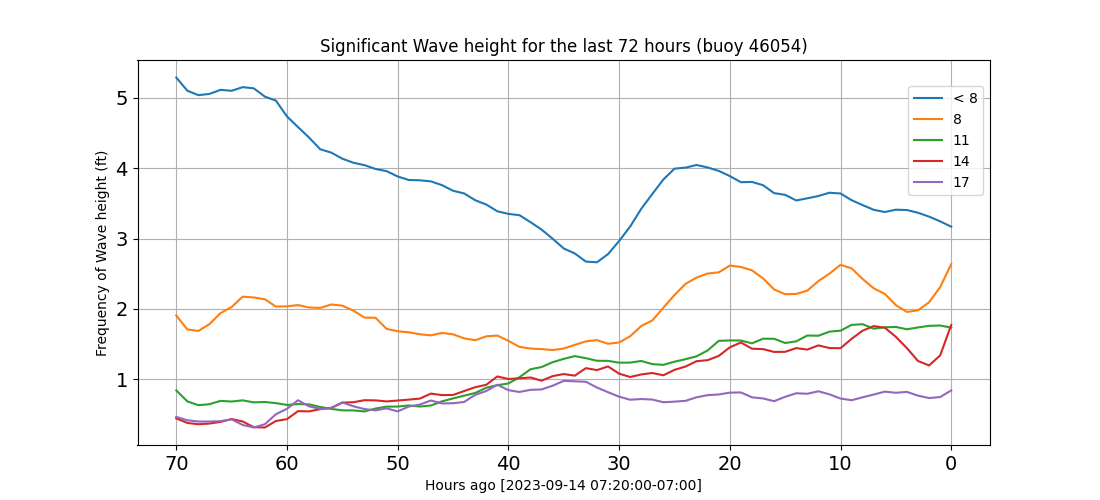 Significant Wave height for the last 72 hours (buoy 46054)
Frequency of Wave height (ft)
5
4
3
2
1
< 8
8
11
14
17
70 60 50 40 30 20 10 0
Hours ago [2023-09-14 07:20:00-07:00]